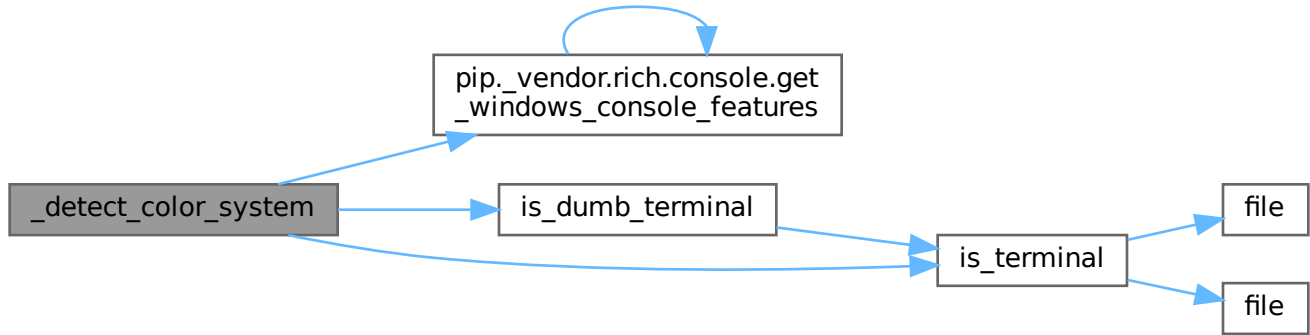 pip._vendor.rich.console.get
_windows_console_features
_detect_color_system
is_dumb_terminal
is_terminal
file
file